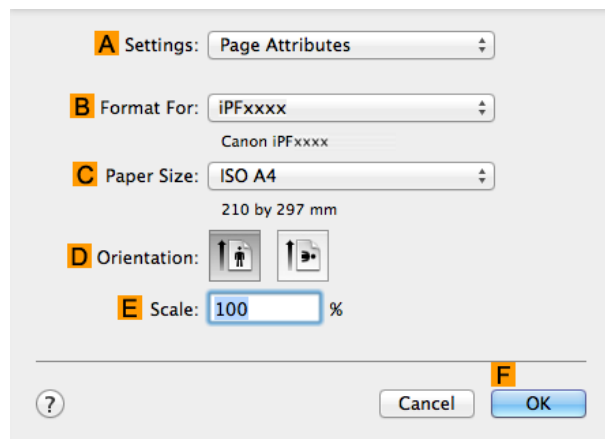 A Settings: Page Attributes
B Format For: iPFxxxx
Canon iPFxxxx
C Paper Size: ISO A4
210 by 297 mm
D Orientation:
E Scale: 100 %
F
? Cancel OK